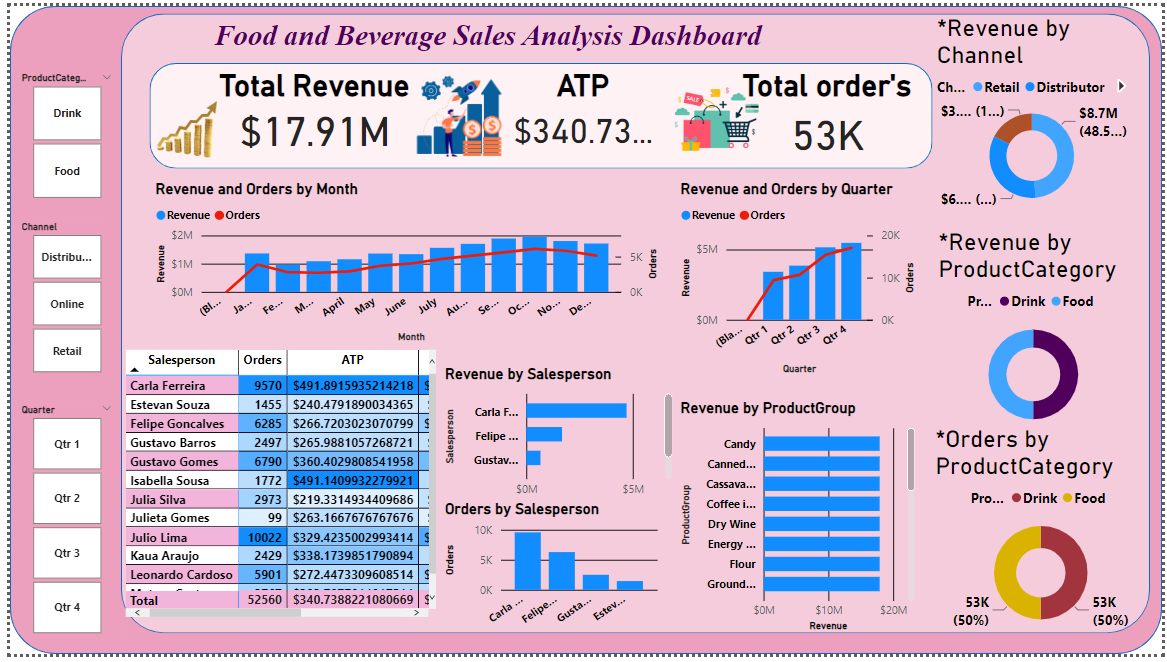 Food and Beverage Sales Analysis Dashboard
ProductCateg...
Drink
Food
Channel
Distribu...
Online
Retail
Quarter
Qtr 1
Qtr 2
Qtr 3
Qtr 4
Total Revenue
$17.91M
ATP
$340.73...
SALE
Total order's
53K
Revenue and Orders by Month
Revenue Orders
Revenue
$2M
$1M
$0M
5K
0K
Orders
(Bl... Ja... Fe... M... April May June July Au... Se... Oc... No... De...
Month
Revenue and Orders by Quarter
Revenue Orders
Revenue
$5M
$0M
20K
10K
0K
Orders
(Bla... Qtr 1 Qtr 2 Qtr 3 Qtr 4
Quarter
Salesperson Orders ATP
Carla Ferreira 9570 $491.8915935214218 $
Estevan Souza 1455 $240.4791890034365
Felipe Goncalves 6285 $266.7203023070799
Gustavo Barros 2497 $265.9881057268721
Gustavo Gomes 6790 $360.4029808541958
Isabella Sousa 1772 $491.1409932279921
Julia Silva 2973 $219.3314934409686
Julieta Gomes 99 $263.1667676767676
Julio Lima 10022 $329.4235002993414
Kaua Araujo 2429 $338.1739851790894
Leonardo Cardoso 5901 $272.4473309608514
Total 52560 $340.7388221080669 $
Revenue by Salesperson
Salesperson
Carla F...
Felipe ...
Gustav...
$0M $5M
Orders by Salesperson
Orders
10K
5K
0K
Carla ... Felipe... Gusta... Estev...
Revenue by ProductGroup
ProductGroup
Candy
Canned...
Cassava...
Coffee i...
Dry Wine
Energy ...
Flour
Ground...
$0M $10M $20M
Revenue
*Revenue by
Channel
Ch... Retail Distributor
$3.... (1...)
$8.7M
(48.5...)
$6.... (...)
*Revenue by
ProductCategory
Pr... Drink Food
*Orders by
ProductCategory
Pro... Drink Food
53K
(50%)
53K
(50%)